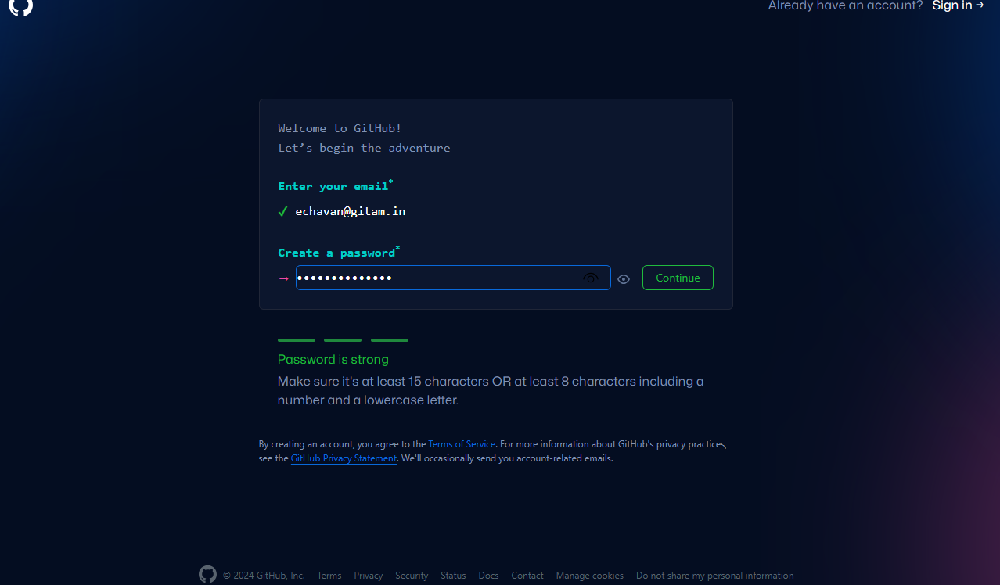 Already have an account? Sign in →
Welcome to GitHub!
Let’s begin the adventure
Enter your email*
✓ echavan@gitam.in
Create a password*
→ •••••••••••••• Continue
Password is strong
Make sure it's at least 15 characters OR at least 8 characters including a
number and a lowercase letter.
By creating an account, you agree to the Terms of Service. For more information about GitHub's privacy practices,
see the GitHub Privacy Statement. We'll occasionally send you account-related emails.
© 2024 GitHub, Inc. Terms Privacy Security Status Docs Contact Manage cookies Do not share my personal information